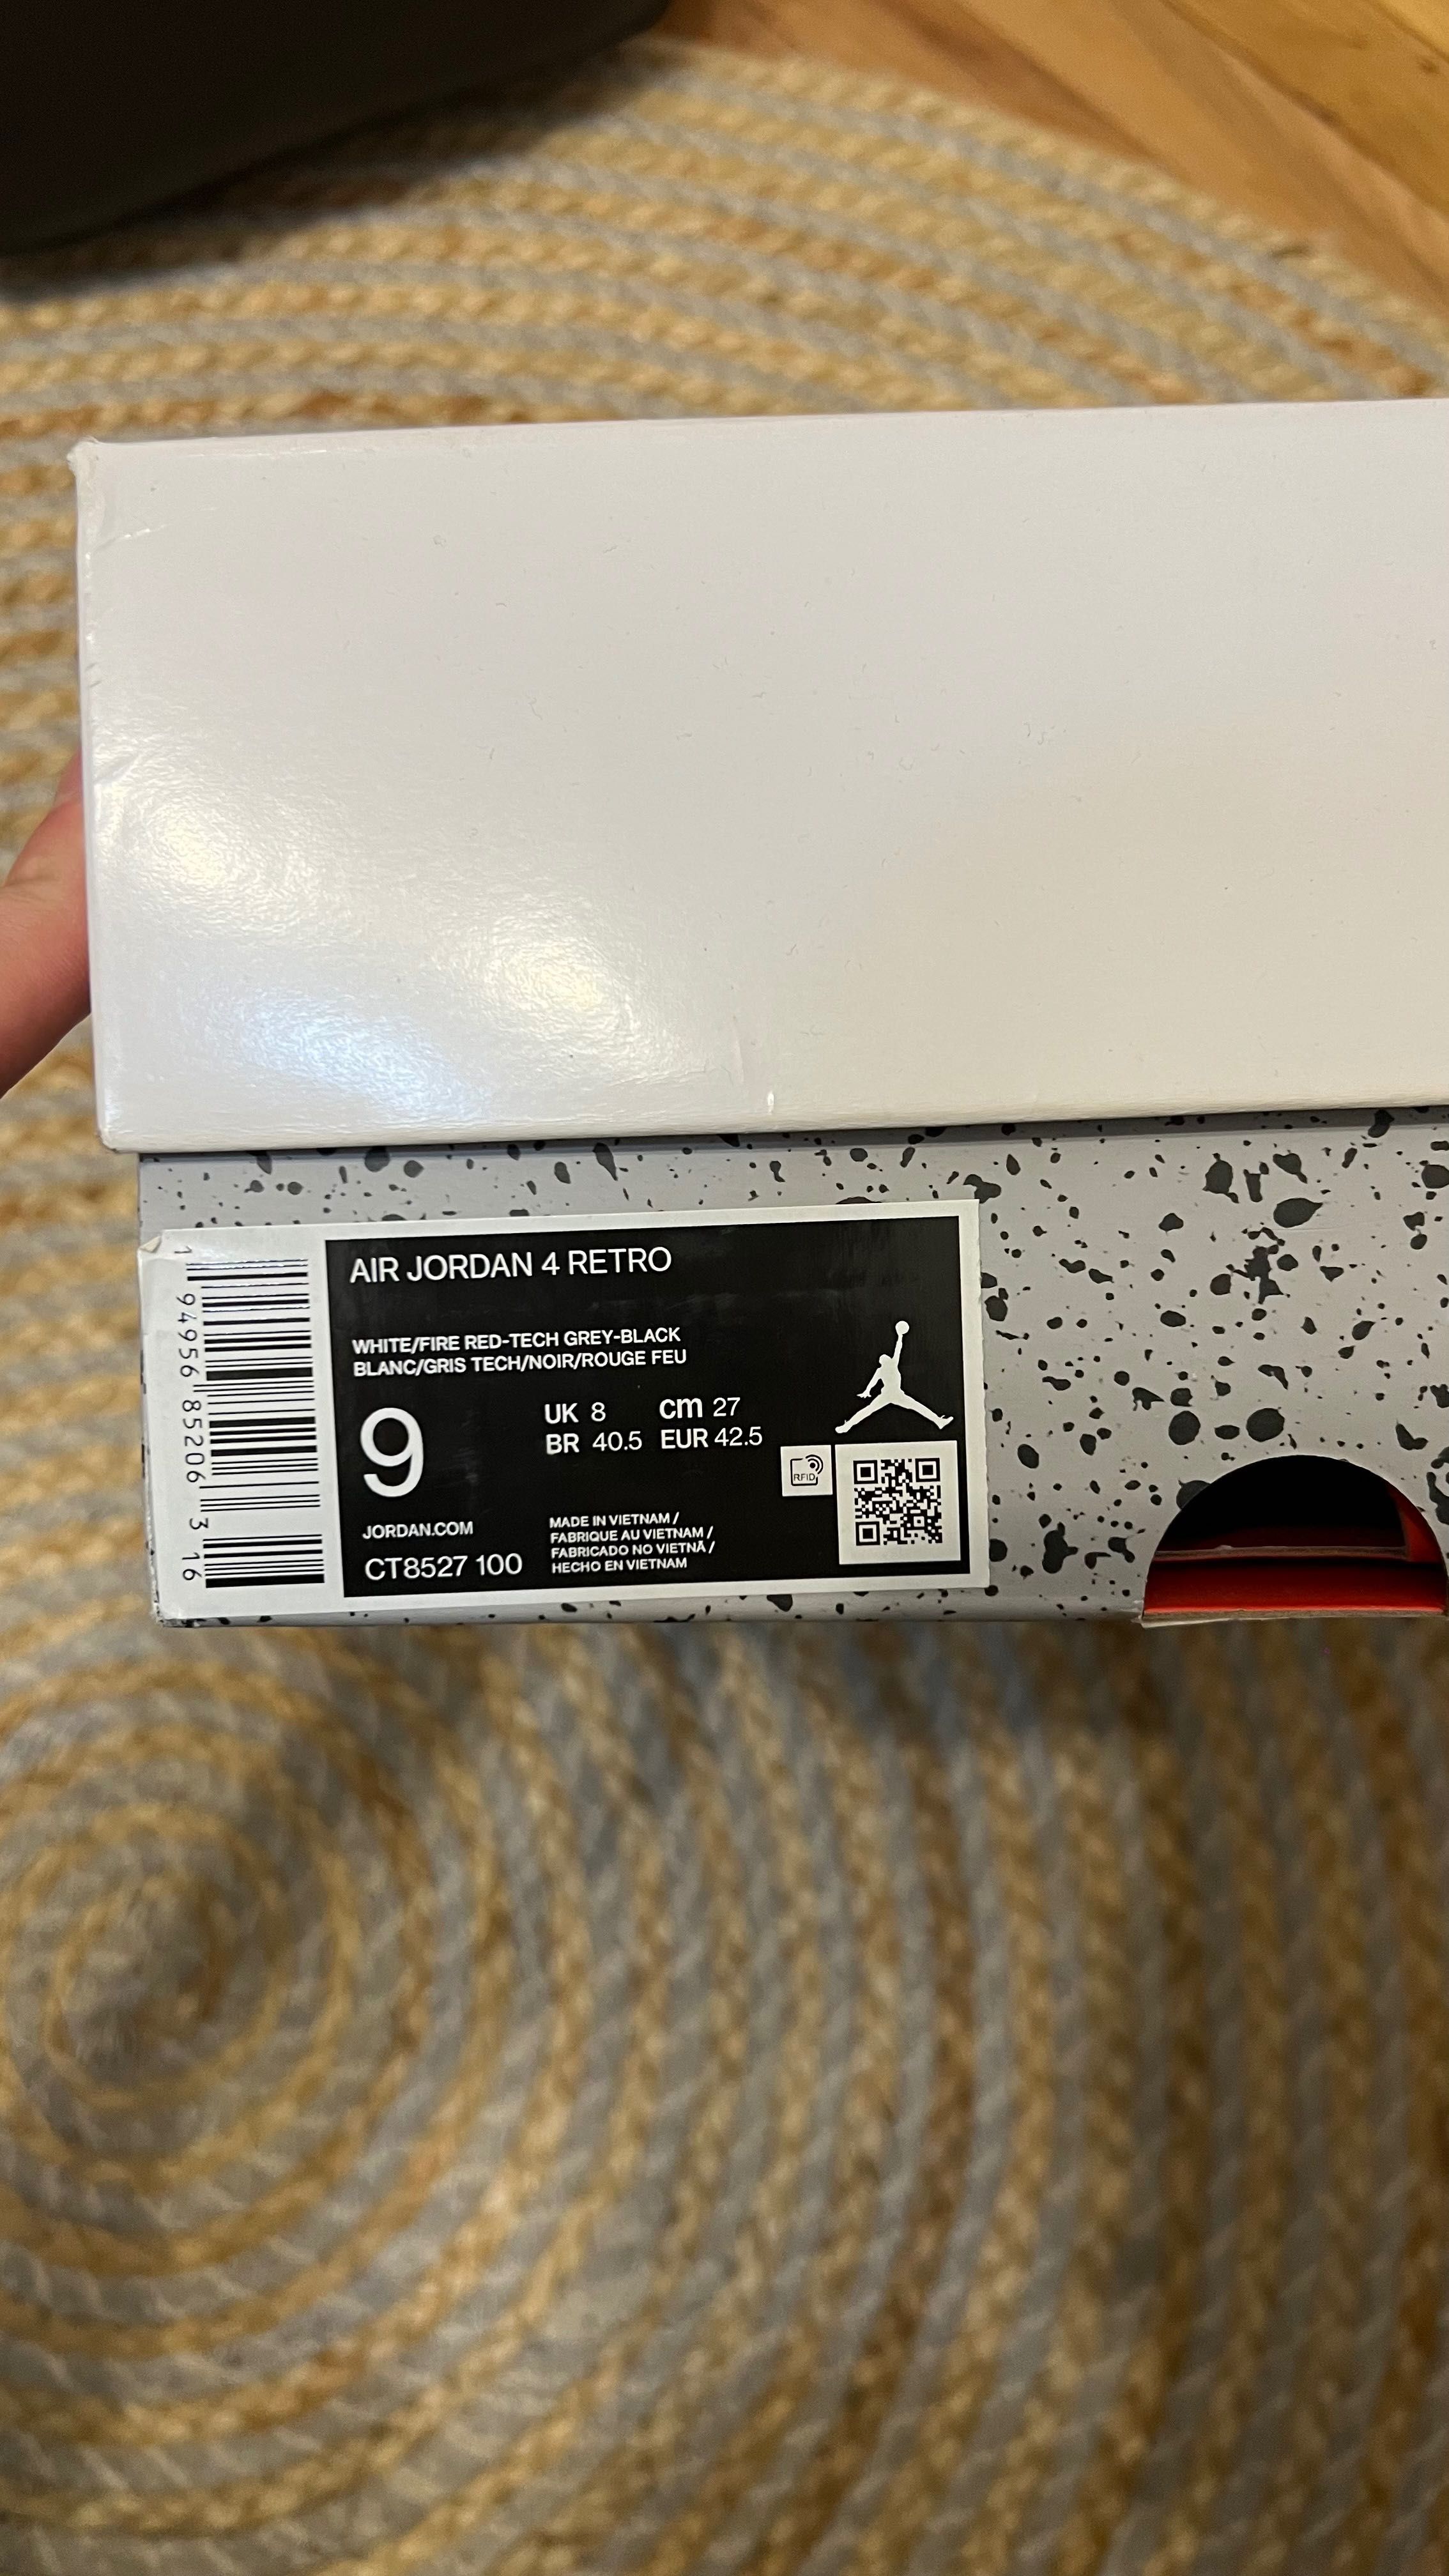 AIR JORDAN 4 RETRO
WHITE/FIRE RED-TECH GREY-BLACK
BLANC/GRIS TECH/NOIR/ROUGE FEU
9
UK 8 cm 27
BR 40.5 EUR 42.5
JORDAN.COM
CT8527 100
MADE IN VIETNAM /
FABRIQUE AU VIETNAM /
FABRICADO NO VIETNÃ /
HECHO EN VIETNAM
RFID
1 94956 85206 3 16